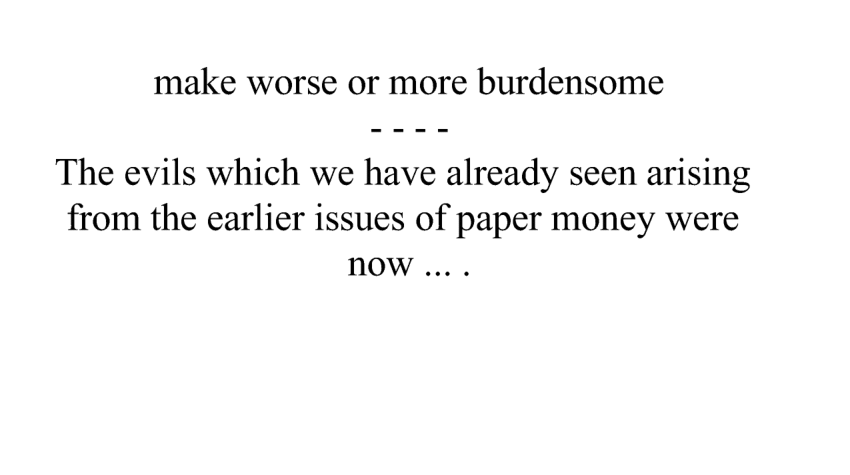 make worse or more burdensome
- - - -
The evils which we have already seen arising
from the earlier issues of paper money were
now ... .